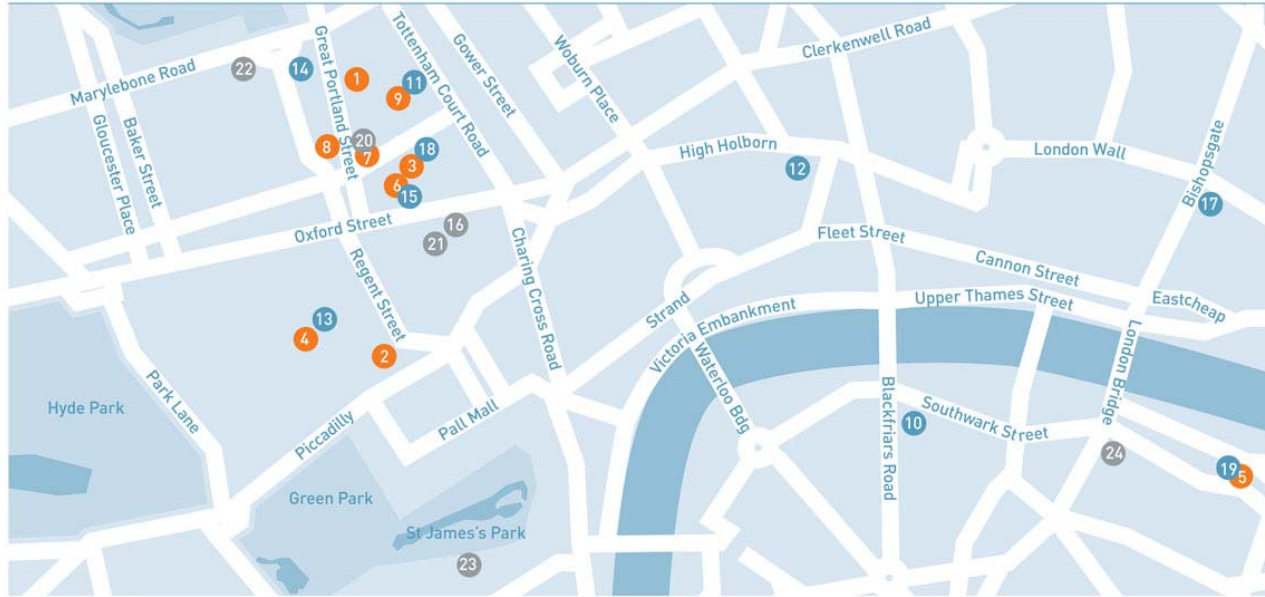 Marylebone Road
Gloucester Place
Baker Street
Great Portland Street
Tottenham Court Road
Gower Street
Woburn Place
Clerkenwell Road
High Holborn
London Wall
Bishopsgate
Oxford Street
Regent Street
Charing Cross Road
Fleet Street
Cannon Street
Eastcheap
Upper Thames Street
Strand
Victoria Embankment
Waterloo Bdg
London Bridge
Park Lane
Hyde Park
Piccadilly
Pall Mall
Green Park
St James's Park
Blackfriars Road
Southwark Street
22
14
1
11
9
8
20
7
18
3
6
15
16
21
12
17
13
4
2
10
24
19
5
23